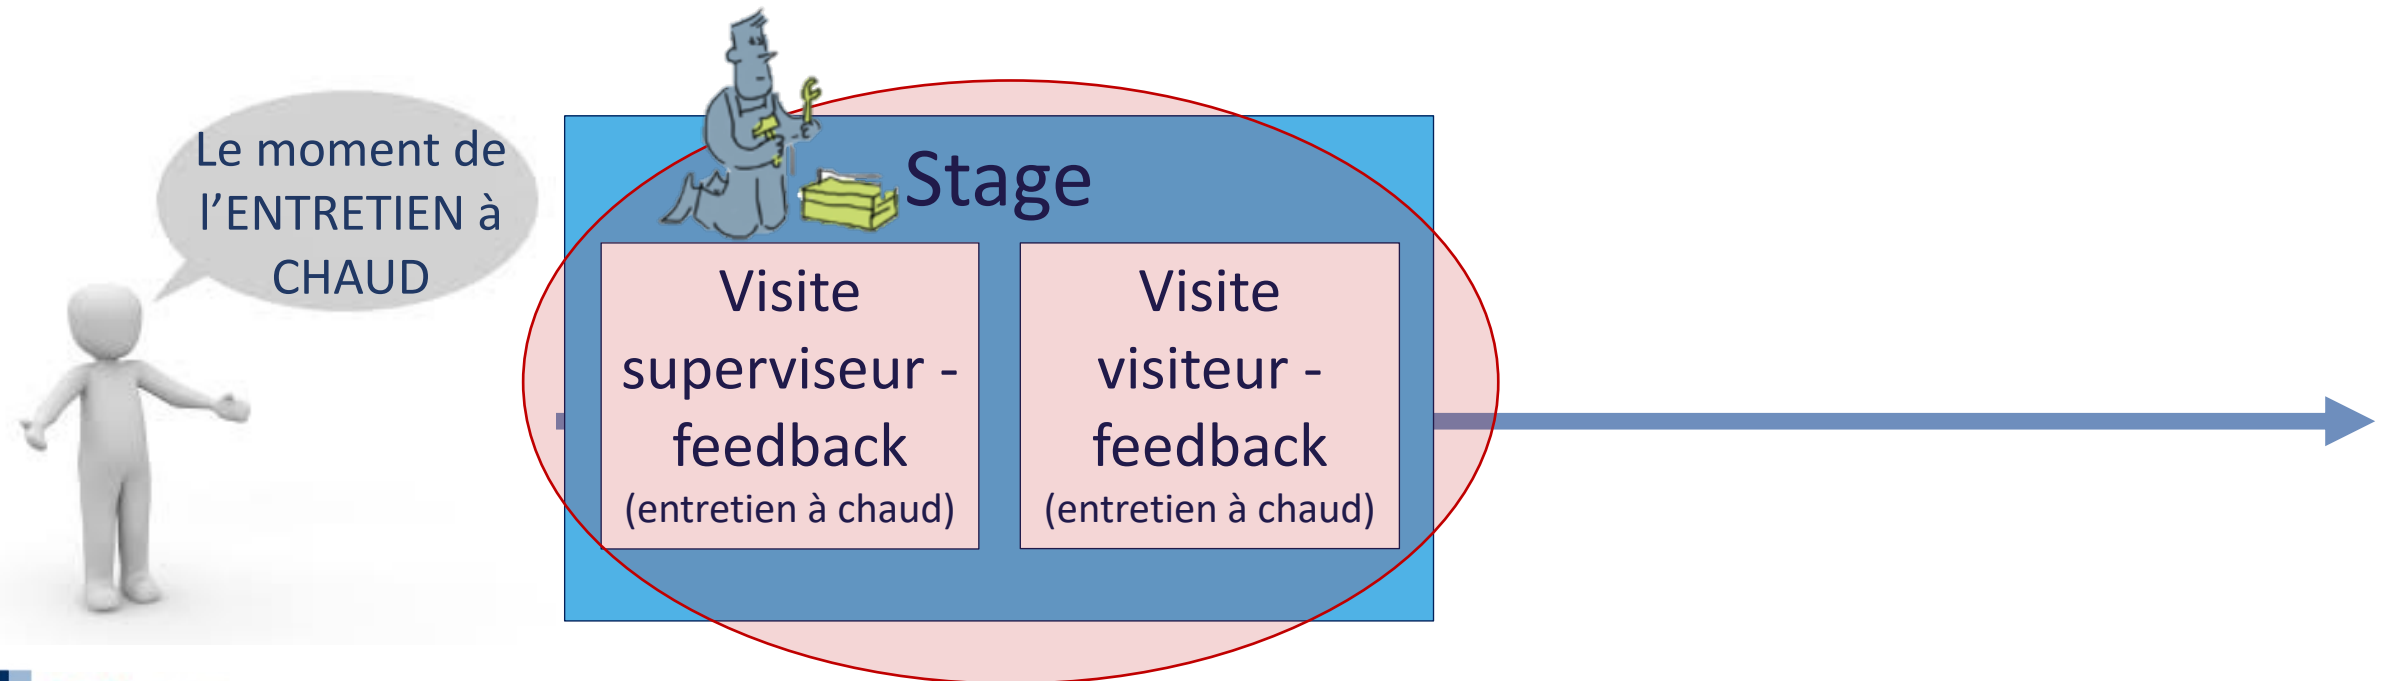 Le moment de
l’ENTRETIEN à
CHAUD
Stage
Visite
superviseur -
feedback
(entretien à chaud)
Visite
visiteur -
feedback
(entretien à chaud)